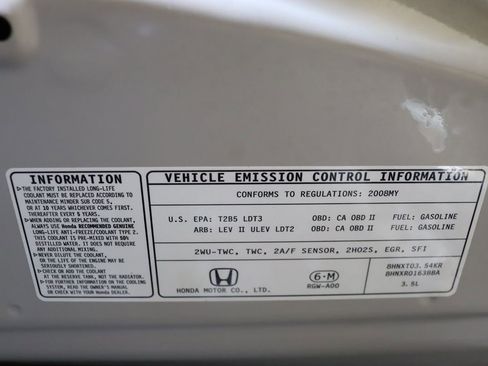 INFORMATION
▷THE FACTORY INSTALLED LONG-LIFE
COOLANT MUST BE REPLACED ACCORDING TO
MAINTENANCE MINDER SUB CODE 5,
OR AT 10 YEARS WHICHEVER COMES FIRST,
THEREAFTER EVERY 5 YEARS.
▷WHEN ADDING OR REPLACING THE COOLANT,
ALWAYS USE Honda RECOMMENDED GENUINE
LONG-LIFE ANTI-FREEZE/COOLANT TYPE 2.
THIS COOLANT IS PRE-MIXED WITH 50%
DISTILLED WATER AND DOES NOT REQUIRE
ANY ADDITIONAL MIXING.
▷NEVER DILUTE THE COOLANT,
OR THE LIFE OF THE ENGINE MAY BE
SERIOUSLY SHORTENED.
▷CHECK OR ADD THE COOLANT
AT THE RESERVE TANK, NOT THE RADIATOR.
▷FOR FURTHER INFORMATION ON THE COOLING
SYSTEM, READ THE OWNER'S MANUAL
OR CHECK WITH YOUR Honda DEALER.
VEHICLE EMISSION CONTROL INFORMATION
CONFORMS TO REGULATIONS: 2008MY
U.S. EPA: T2B5 LDT3 OBD: CA OBD II FUEL: GASOLINE
ARB: LEV II ULEV LDT2 OBD: CA OBD II FUEL: GASOLINE
2WU-TWC, TWC, 2A/F SENSOR, 2HO2S, EGR, SFI
HONDA MOTOR CO., LTD.
6-M
RGW-A00
8HNXT03.54KR
8HNXR0163BBA
3.5L